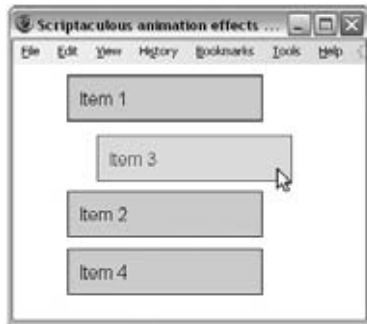 Scriptaculous animation effects ...
File Edit View History Bookmarks Tools Help
Item 1
Item 3
Item 2
Item 4